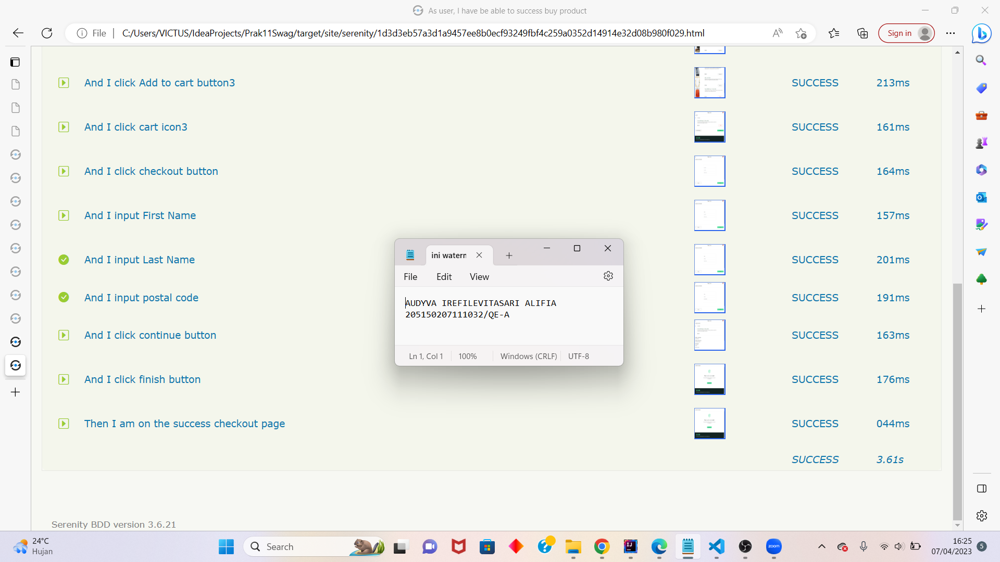 As user, I have be able to success buy product
File
C:/Users/VICTUS/IdeaProjects/Prak11Swag/target/site/serenity/1d3d3eb57a3d1a9457ee8b0ecf93249fbf4c259a0352d14914e32d08b980f029.html
Sign in
And I click Add to cart button3 SUCCESS 213ms
And I click cart icon3 SUCCESS 161ms
And I click checkout button SUCCESS 164ms
And I input First Name SUCCESS 157ms
And I input Last Name SUCCESS 201ms
And I input postal code SUCCESS 191ms
And I click continue button SUCCESS 163ms
And I click finish button SUCCESS 176ms
Then I am on the success checkout page SUCCESS 044ms
SUCCESS 3.61s
ini watern
File Edit View
AUDYVA IREFILEVITASARI ALIFIA
205150207111032/QE-A
Ln 1, Col 1 100% Windows (CRLF) UTF-8
Serenity BDD version 3.6.21
24°C
Hujan
Search
zoom
16:25
07/04/2023
5